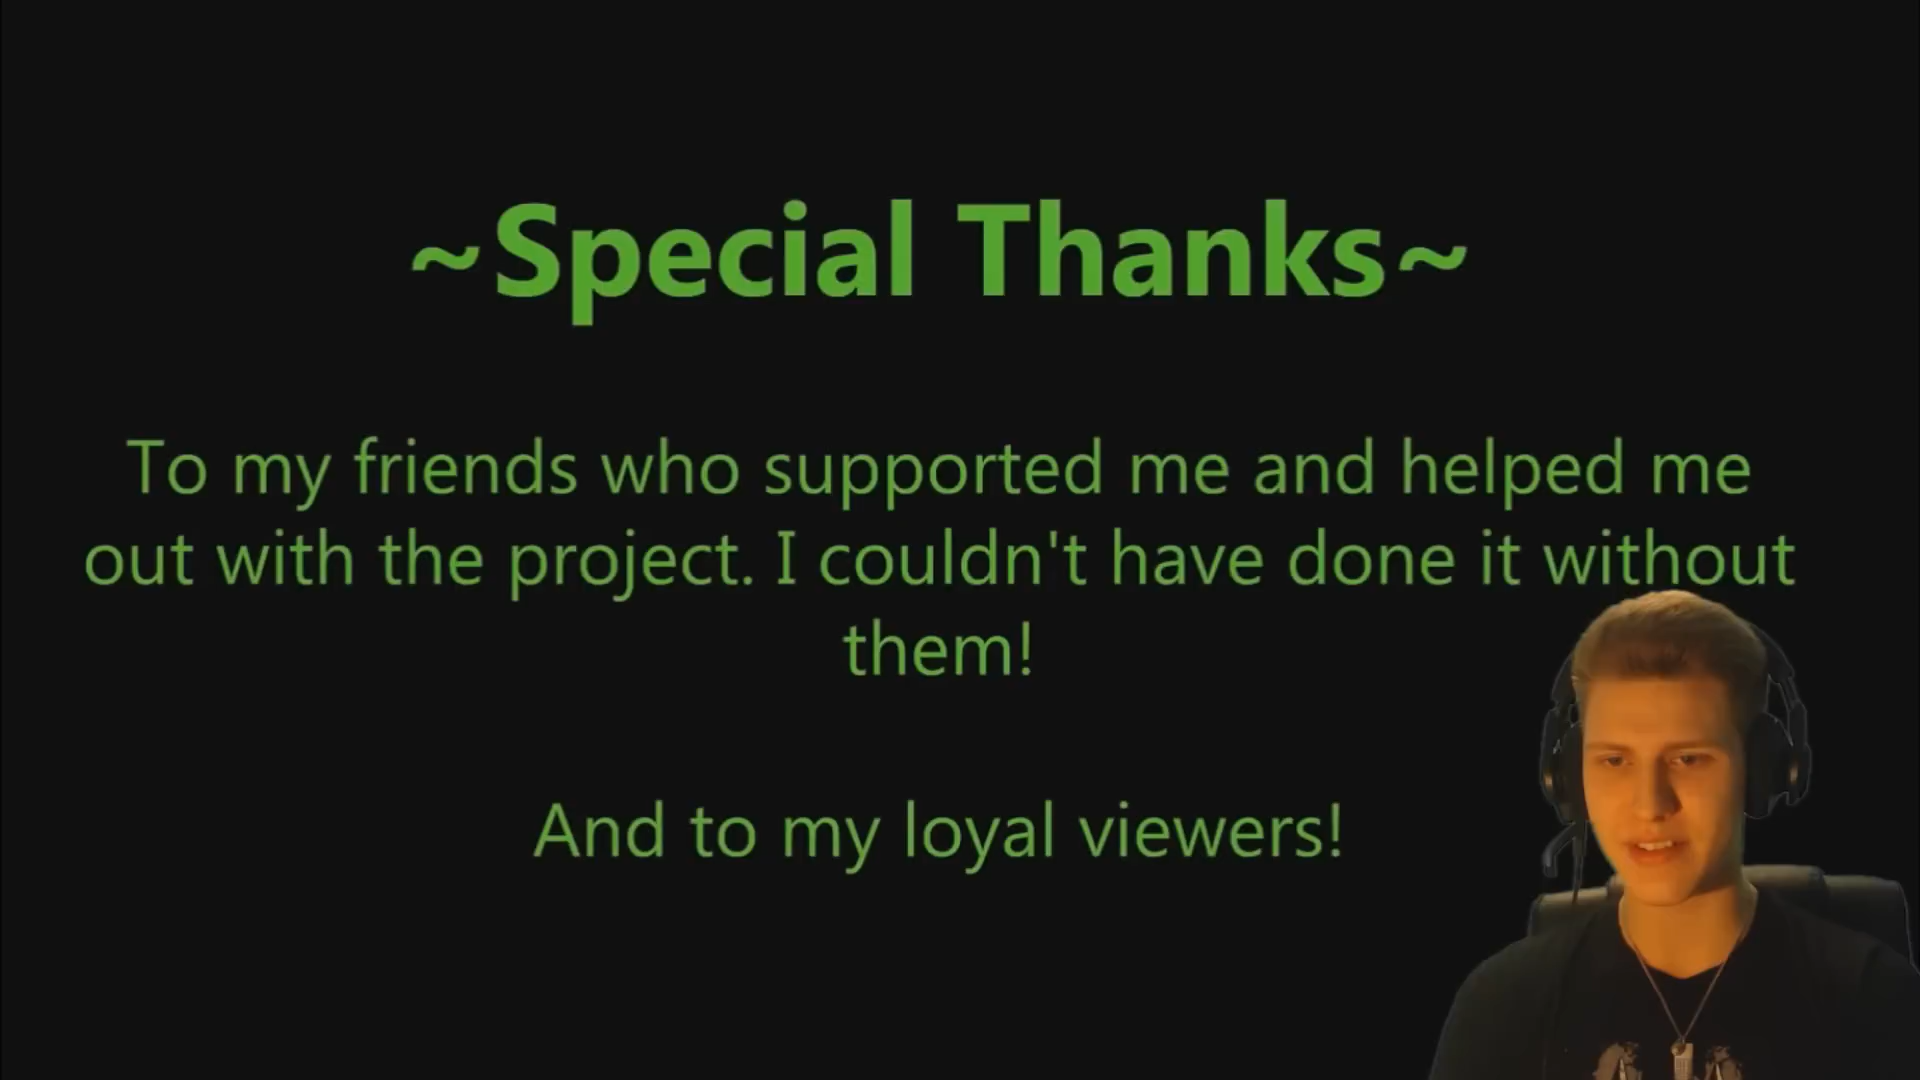 ~Special Thanks~
To my friends who supported me and helped me
out with the project. I couldn't have done it without
them!
And to my loyal viewers!